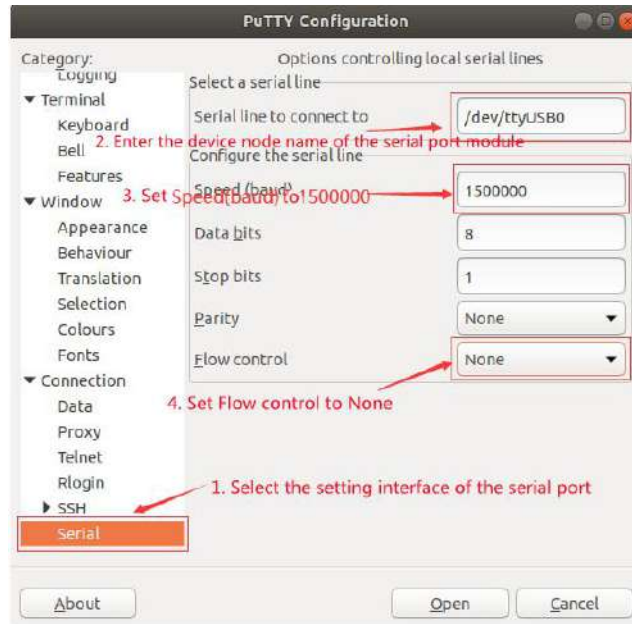 PuTTY Configuration
Category:
Options controlling local serial lines
Logging
▼ Terminal
Keyboard
Bell
Features
▼ Window
Appearance
Behaviour
Translation
Selection
Colours
Fonts
▼ Connection
Data
Proxy
Telnet
Rlogin
▶ SSH
Serial
Select a serial line
Serial line to connect to
/dev/ttyUSB0
2. Enter the device node name of the serial port module
Configure the serial line
Speed (baud)
1500000
3. Set Speed(baud) to1500000
Data bits
8
Stop bits
1
Parity
None
Flow control
None
4. Set Flow control to None
1. Select the setting interface of the serial port
About
Open
Cancel